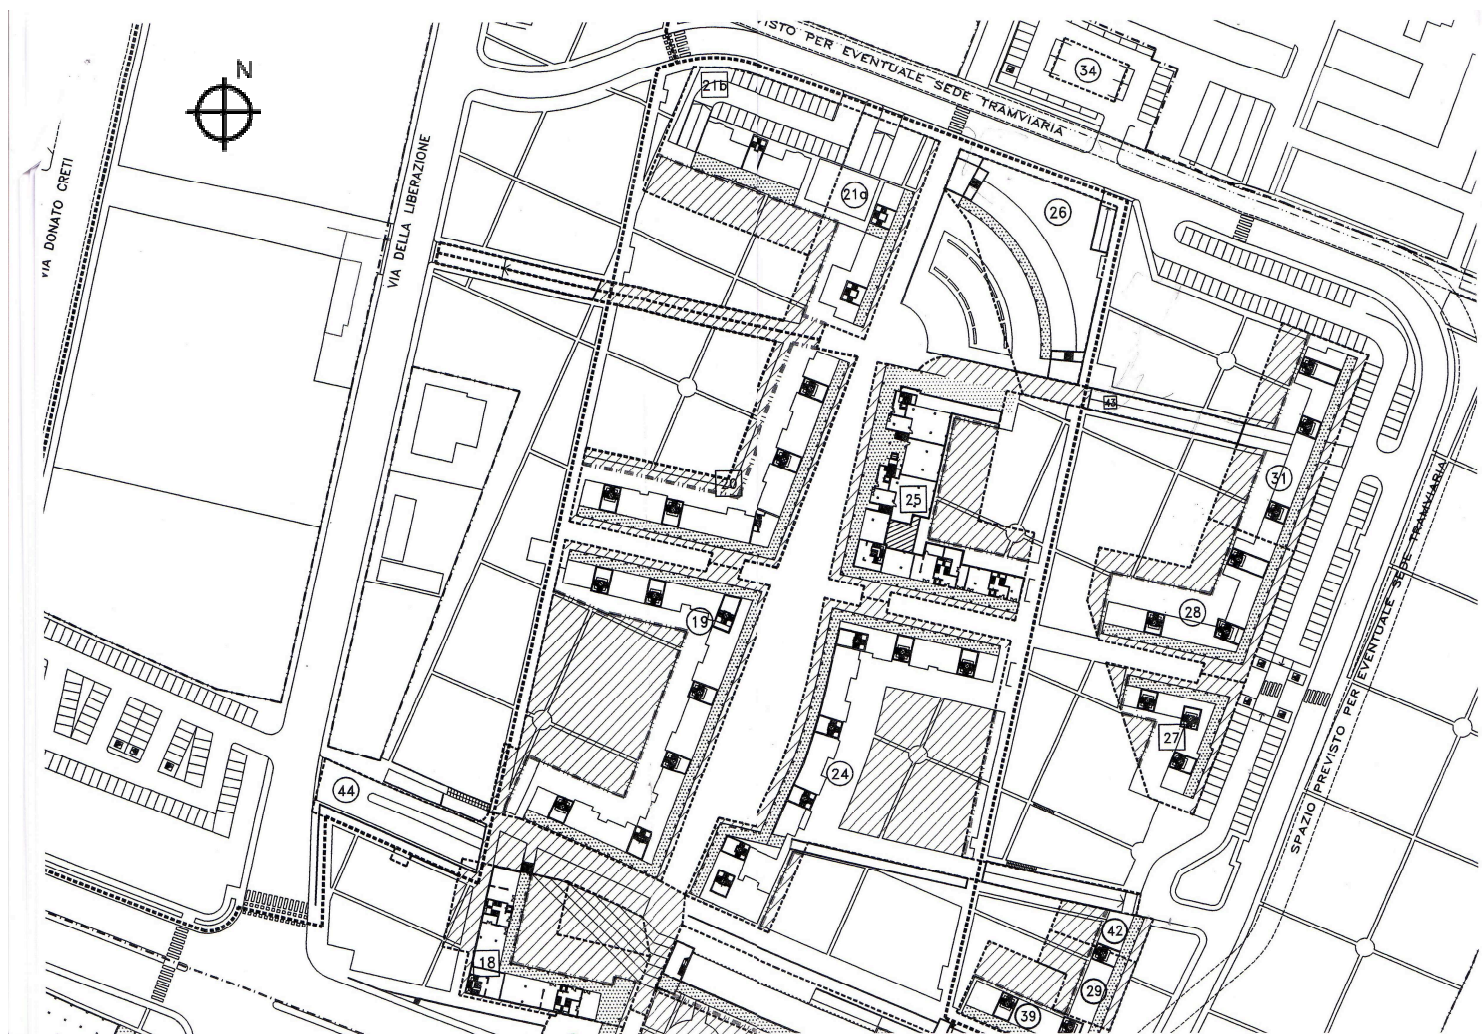 VISTO PER EVENTUALE SEDE TRAMVIARIA
34
N
21b
VIA DONATO CRETI
VIA DELLA LIBERAZIONE
21a
26
43
20
25
31
19
28
27
24
44
SPAZIO PREVISTO PER EVENTUALE SEDE TRAMVIARIA
42
18
29
39